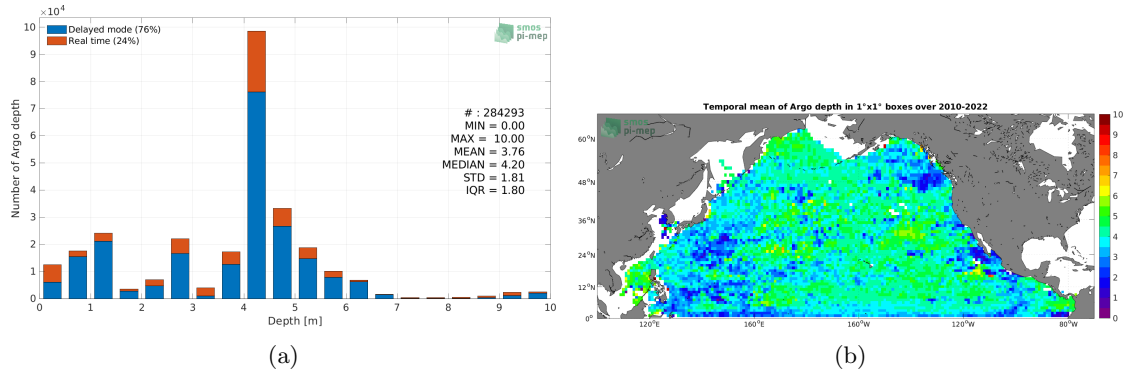 ×10⁴
10
9
8
7
6
5
4
3
2
1
0
Number of Argo depth
Delayed mode (76%)
Real time (24%)
smos
pi-mep
# : 284293
MIN = 0.00
MAX = 10.00
MEAN = 3.76
MEDIAN = 4.20
STD = 1.81
IQR = 1.80
0 1 2 3 4 5 6 7 8 9 10
Depth [m]
(a)
Temporal mean of Argo depth in 1°x1° boxes over 2010-2022
smos
pi-mep
60°N
48°N
36°N
24°N
12°N
0°
120°E 160°E 160°W 120°W 80°W
10
9
8
7
6
5
4
3
2
1
0
(b)